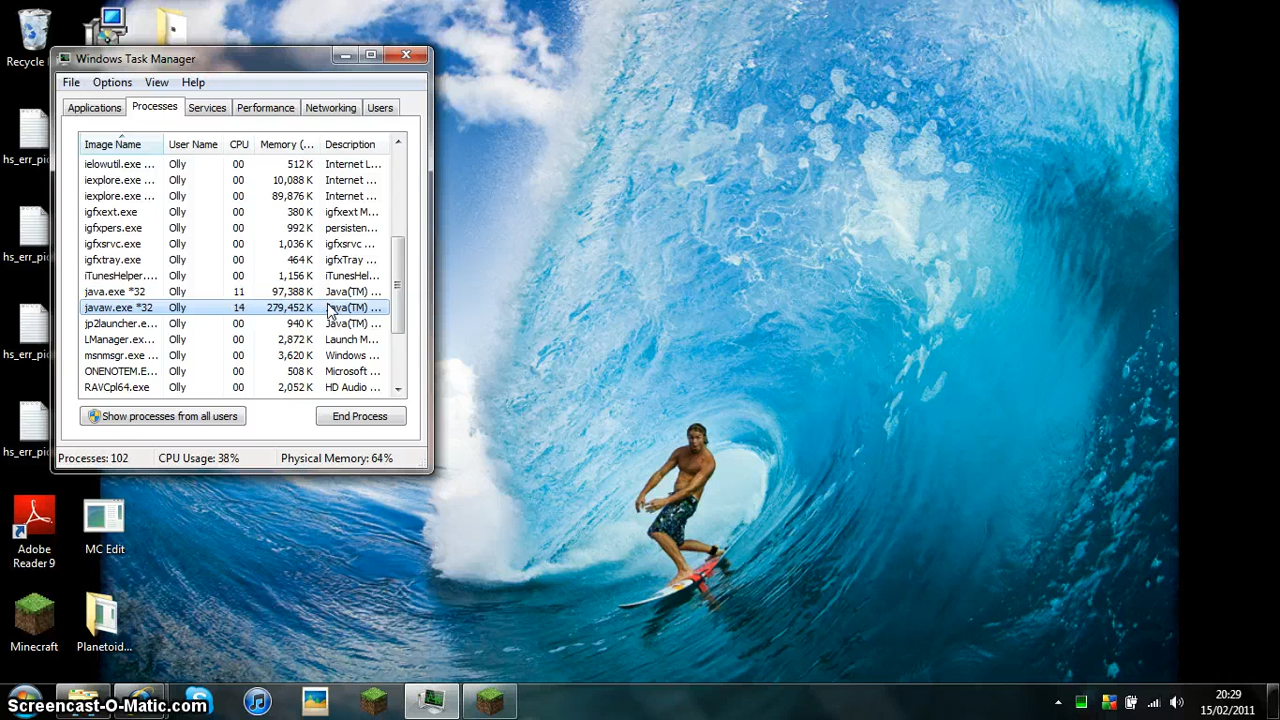 Recycle
hs_err_pic
hs_err_pic
hs_err_pic
hs_err_pic
Adobe
Reader 9
MC Edit
Minecraft
Planetoid...
Windows Task Manager
File Options View Help
Applications Processes Services Performance Networking Users
Image Name User Name CPU Memory (... Description
ielowutil.exe ... Olly 00 512 K Internet L...
iexplore.exe ... Olly 00 10,088 K Internet ...
iexplore.exe ... Olly 00 89,876 K Internet ...
igfxext.exe Olly 00 380 K igfxext M...
igfxpers.exe Olly 00 992 K persisten...
igfxsrvc.exe Olly 00 1,036 K igfxsrvc ...
igfxtray.exe Olly 00 464 K igfxTray ...
iTunesHelper.... Olly 00 1,156 K iTunesHel...
java.exe *32 Olly 11 97,388 K Java(TM) ...
javaw.exe *32 Olly 14 279,452 K Java(TM) ...
jp2launcher.e... Olly 00 940 K Java(TM) ...
LManager.ex... Olly 00 2,872 K Launch M...
msnmsgr.exe ... Olly 00 3,620 K Windows ...
ONENOTEM.E... Olly 00 508 K Microsoft ...
RAVCpl64.exe Olly 00 2,052 K HD Audio ...
Show processes from all users End Process
Processes: 102 CPU Usage: 38% Physical Memory: 64%
Screencast-O-Matic.com
20:29
15/02/2011